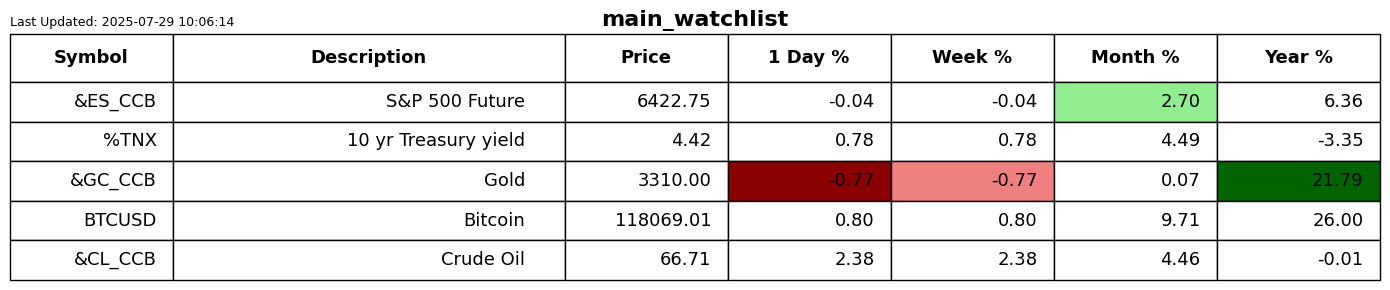 main_watchlist
Last Updated: 2025-07-29 10:06:14
Symbol Description Price 1 Day % Week % Month % Year %
&ES_CCB S&P 500 Future 6422.75 -0.04 -0.04 2.70 6.36
%TNX 10 yr Treasury yield 4.42 0.78 0.78 4.49 -3.35
&GC_CCB Gold 3310.00 -0.77 -0.77 0.07 21.79
BTCUSD Bitcoin 118069.01 0.80 0.80 9.71 26.00
&CL_CCB Crude Oil 66.71 2.38 2.38 4.46 -0.01